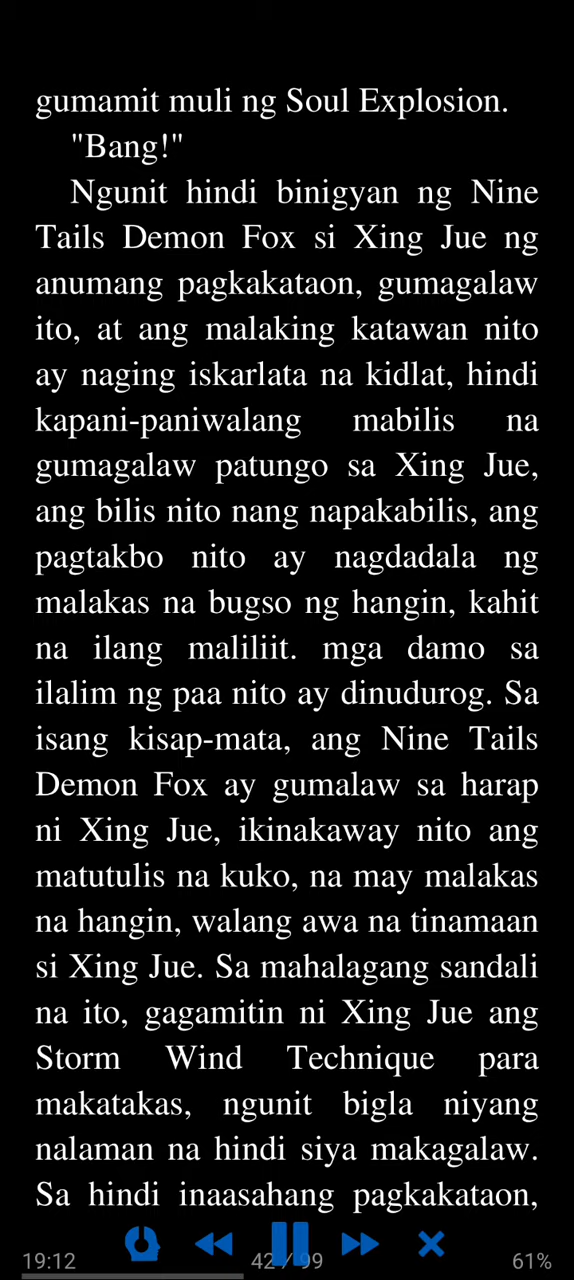 gumamit muli ng Soul Explosion.
"Bang!"
Ngunit hindi binigyan ng Nine
Tails Demon Fox si Xing Jue ng
anumang pagkakataon, gumagalaw
ito, at ang malaking katawan nito
ay naging iskarlata na kidlat, hindi
kapani-paniwalang mabilis na
gumagalaw patungo sa Xing Jue,
ang bilis nito nang napakabilis, ang
pagtakbo nito ay nagdadala ng
malakas na bugso ng hangin, kahit
na ilang maliliit. mga damo sa
ilalim ng paa nito ay dinudurog. Sa
isang kisap-mata, ang Nine Tails
Demon Fox ay gumalaw sa harap
ni Xing Jue, ikinakaway nito ang
matutulis na kuko, na may malakas
na hangin, walang awa na tinamaan
si Xing Jue. Sa mahalagang sandali
na ito, gagamitin ni Xing Jue ang
Storm Wind Technique para
makatakas, ngunit bigla niyang
nalaman na hindi siya makagalaw.
Sa hindi inaasahang pagkakataon,
19:12 42 / 99 61%